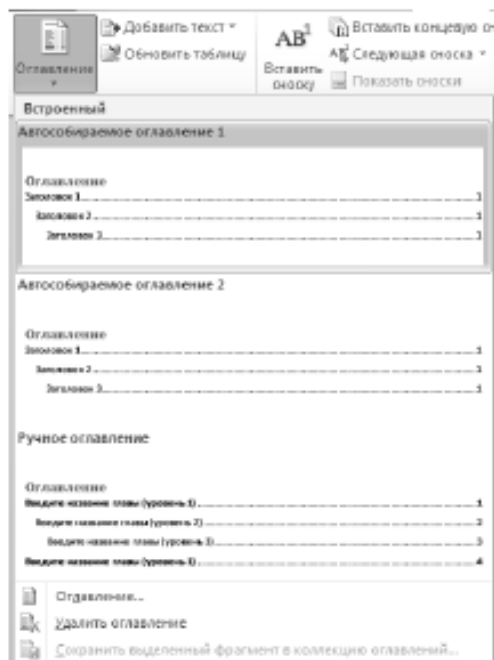 Добавить текст
Обновить таблицу
Оглавление
АВ¹
Вставить сноску
Вставить концевую
Следующая сноска
Показать сноски
Встроенный
Автособираемое оглавление 1
Оглавление
Заголовок 1 1
Заголовок 2 1
Заголовок 3 1
Автособираемое оглавление 2
Оглавление
Заголовок 1 1
Заголовок 2 1
Заголовок 3 1
Ручное оглавление
Оглавление
Введите название главы (уровень 1) 1
Введите название главы (уровень 2) 2
Введите название главы (уровень 3) 3
Введите название главы (уровень 1) 4
Оглавление...
Удалить оглавление
Сохранить выделенный фрагмент в коллекцию оглавлений...